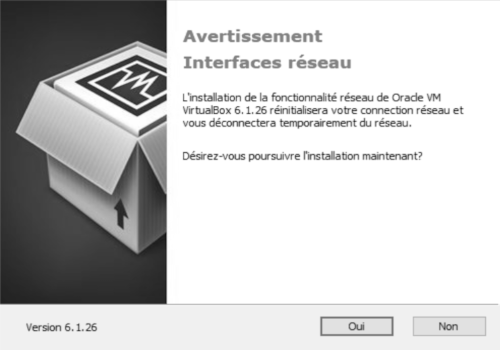 Avertissement
Interfaces réseau
L'installation de la fonctionnalité réseau de Oracle VM
VirtualBox 6.1.26 réinitialisera votre connection réseau et
vous déconnectera temporairement du réseau.
Désirez-vous poursuivre l'installation maintenant?
Version 6.1.26
Oui
Non